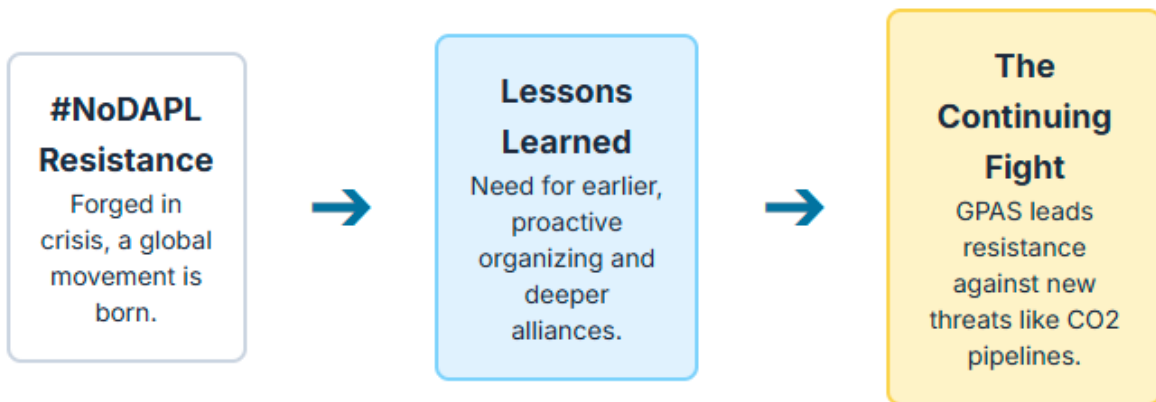 #NoDAPL
Resistance
Forged in
crisis, a global
movement is
born.
Lessons
Learned
Need for earlier,
proactive
organizing and
deeper
alliances.
The
Continuing
Fight
GPAS leads
resistance
against new
threats like CO2
pipelines.